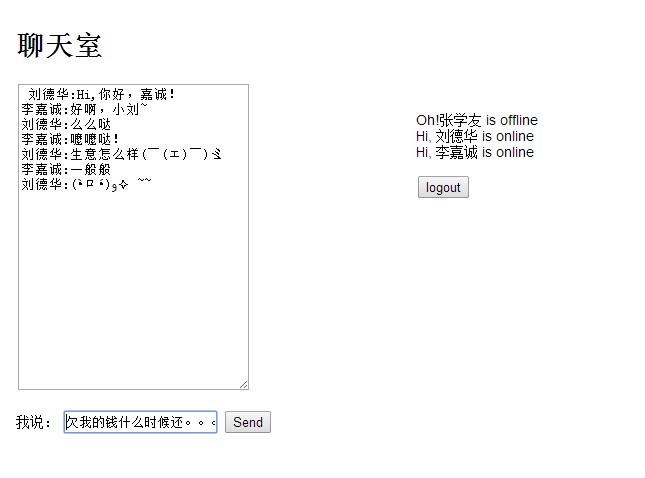 聊天室
刘德华:Hi,你好，嘉诚!
李嘉诚:好啊，小刘~
刘德华:么么哒
李嘉诚:嚒嚒哒!
刘德华:生意怎么样(￣(エ)￣)ミ
李嘉诚:一般般
刘德华:(•̀ロ•́)و✧ ~~
Oh!张学友 is offline
Hi, 刘德华 is online
Hi, 李嘉诚 is online
logout
我说: 欠我的钱什么时候还。。。 Send